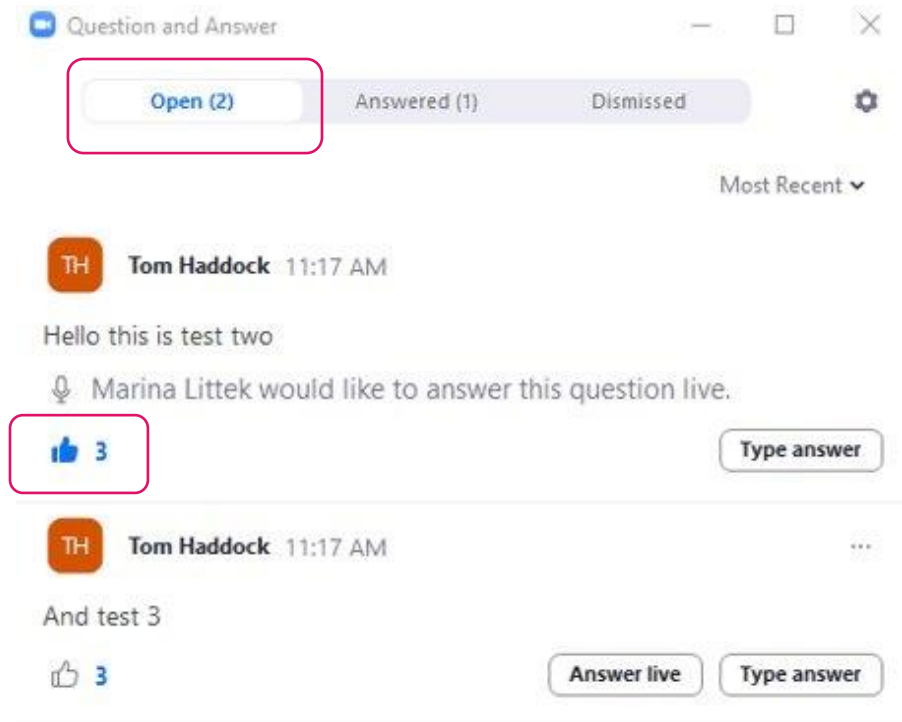 Question and Answer
Open (2) Answered (1) Dismissed
Most Recent
TH Tom Haddock 11:17 AM
Hello this is test two
Marina Littek would like to answer this question live.
3 Type answer
TH Tom Haddock 11:17 AM ...
And test 3
3 Answer live Type answer